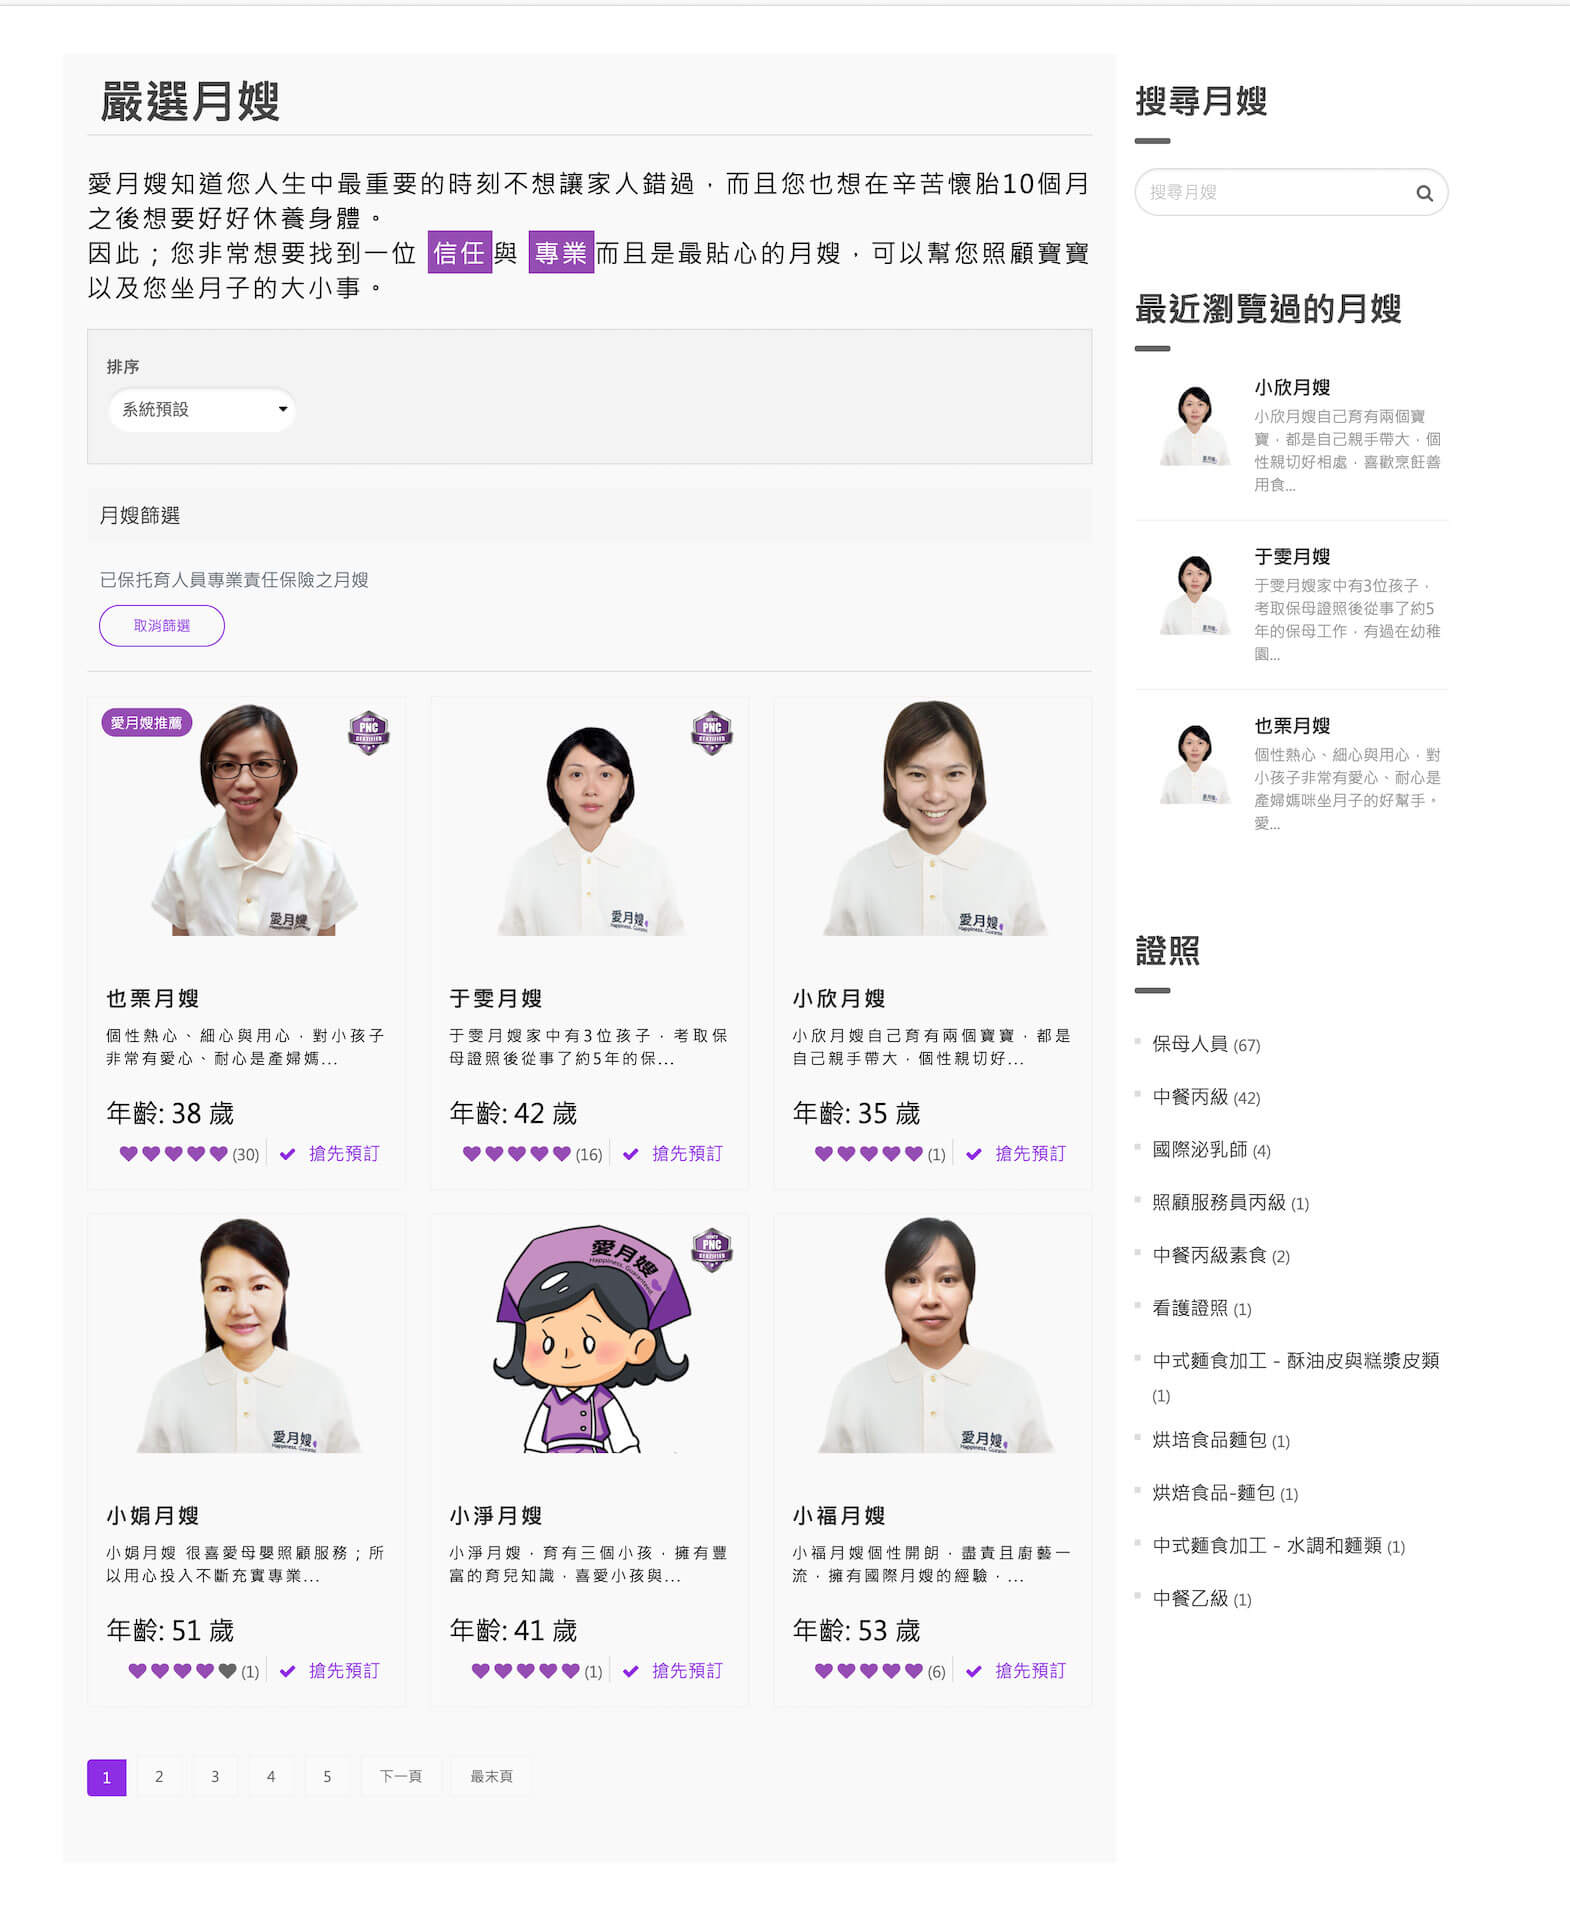 嚴選月嫂
愛月嫂知道您人生中最重要的時刻不想讓家人錯過，而且您也想在辛苦懷胎10個月
之後想要好好休養身體。
因此；您非常想要找到一位 信任與 專業而且是最貼心的月嫂，可以幫您照顧寶寶
以及您坐月子的大小事。
排序
系統預設
月嫂篩選
已保托育人員專業責任保險之月嫂
取消篩選
愛月嫂推薦
PNC
CERTIFIED
愛月嫂
也雯月嫂
個性熱心、細心與用心，對小孩子
非常有愛心、耐心是產婦媽...
年齡: 38 歲
(30)
搶先預訂
PNC
CERTIFIED
愛月嫂
于雯月嫂
于雯月嫂家中有3位孩子，考取保
母證照後從事了約5年的保...
年齡: 42 歲
(16)
搶先預訂
愛月嫂
小欣月嫂
小欣月嫂自己育有兩個寶寶，都是
自己親手帶大，個性親切好...
年齡: 35 歲
(1)
搶先預訂
愛月嫂
小娟月嫂
小娟月嫂 很喜愛母嬰照顧服務；所
以用心投入不斷充實專業...
年齡: 51 歲
(1)
搶先預訂
愛月嫂
Happiness, Guaranteed
PNC
CERTIFIED
小淨月嫂
小淨月嫂，育有三個小孩，擁有豐
富的育兒知識，喜愛小孩與...
年齡: 41 歲
(1)
搶先預訂
愛月嫂
小福月嫂
小福月嫂個性開朗，盡責且廚藝一
流，擁有國際月嫂的經驗，...
年齡: 53 歲
(6)
搶先預訂
1
2
3
4
5
下一頁
最末頁
搜尋月嫂
搜尋月嫂
最近瀏覽過的月嫂
小欣月嫂
小欣月嫂自己育有兩個寶
寶，都是自己親手帶大，個
性親切好相處，喜歡烹飪善
用食...
于雯月嫂
于雯月嫂家中有3位孩子，
考取保母證照後從事了約5
年的保母工作，有過在幼稚
園...
也栗月嫂
個性熱心、細心與用心，對
小孩子非常有愛心、耐心是
產婦媽咪坐月子的好幫手。
愛...
證照
保母人員 (67)
中餐丙級 (42)
國際泌乳師 (4)
照顧服務員丙級 (1)
中餐丙級素食 (2)
看護證照 (1)
中式麵食加工 - 酥油皮與糕漿皮類
(1)
烘培食品麵包 (1)
烘焙食品-麵包 (1)
中式麵食加工 - 水調和麵類 (1)
中餐乙級 (1)